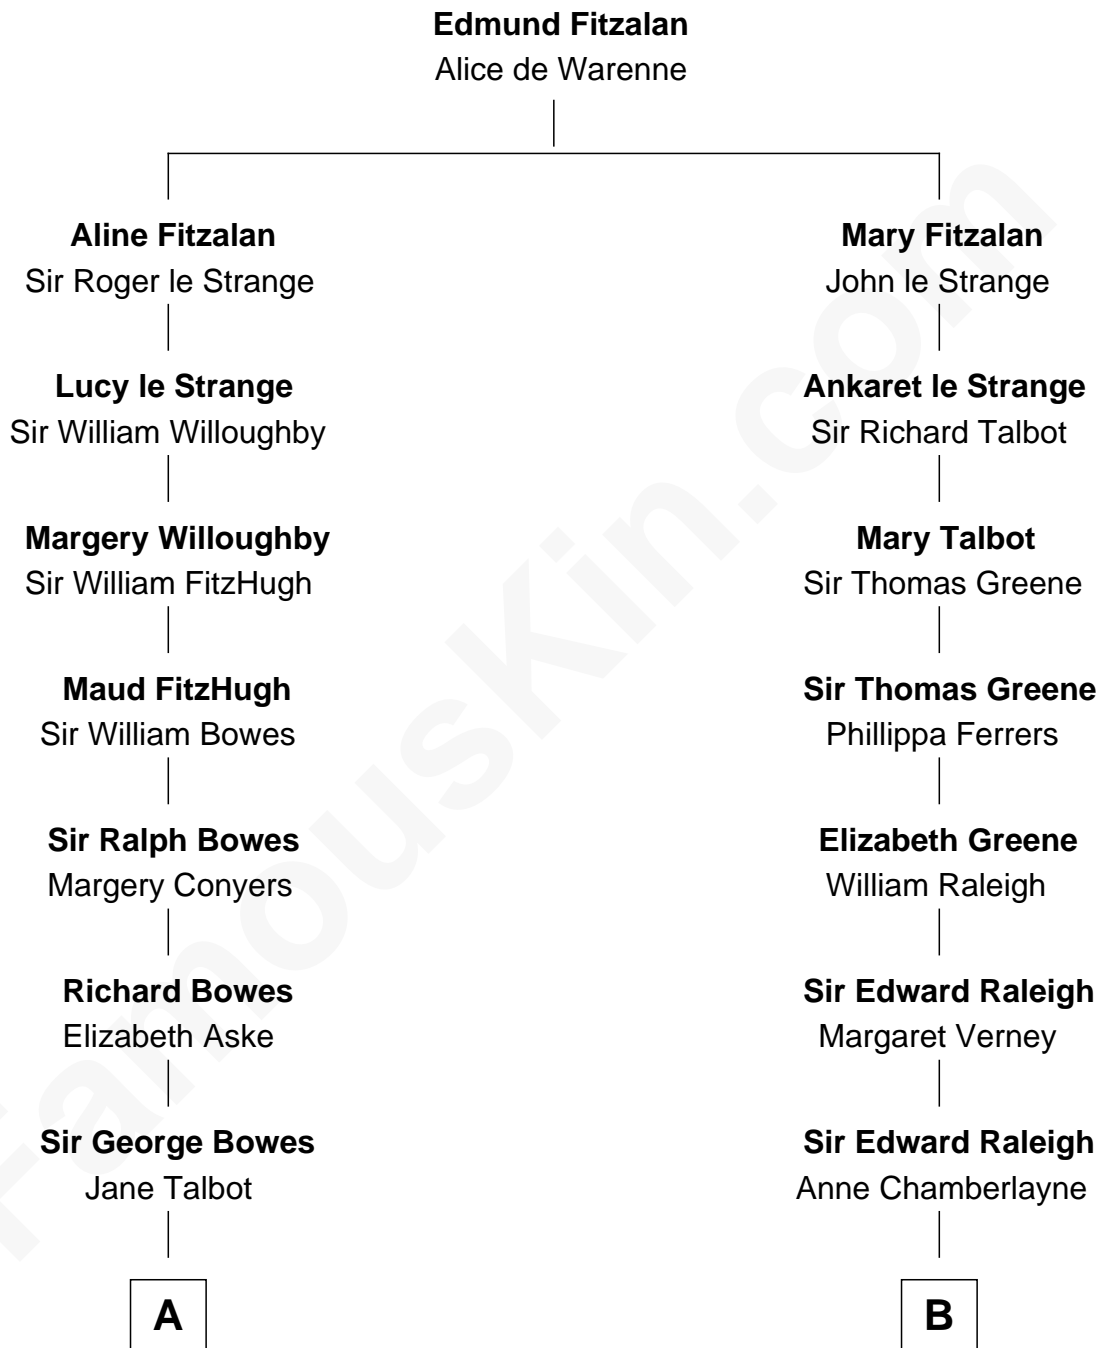 Edmund Fitzalan
Alice de Warenne
Aline Fitzalan
Sir Roger le Strange
Mary Fitzalan
John le Strange
Lucy le Strange
Sir William Willoughby
Ankaret le Strange
Sir Richard Talbot
Margery Willoughby
Sir William FitzHugh
Mary Talbot
Sir Thomas Greene
Maud FitzHugh
Sir William Bowes
Sir Thomas Greene
Phillippa Ferrers
Sir Ralph Bowes
Margery Conyers
Elizabeth Greene
William Raleigh
Richard Bowes
Elizabeth Aske
Sir Edward Raleigh
Margaret Verney
Sir George Bowes
Jane Talbot
Sir Edward Raleigh
Anne Chamberlayne
A
B
FamousKin.com